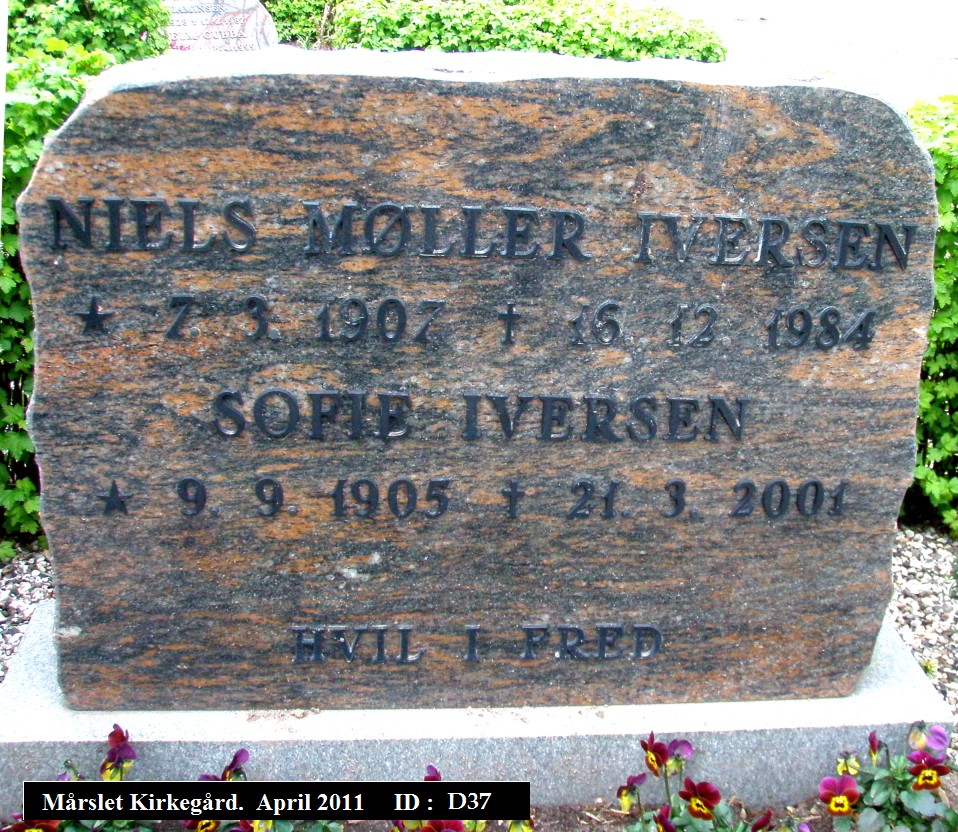 NIELS MØLLER IVERSEN
★ 7. 3. 1907 † 16. 12. 1984
SOFIE IVERSEN
★ 9. 9. 1905 † 21. 3. 2001
HVIL I FRED
Mårslet Kirkegård. April 2011 ID : D37